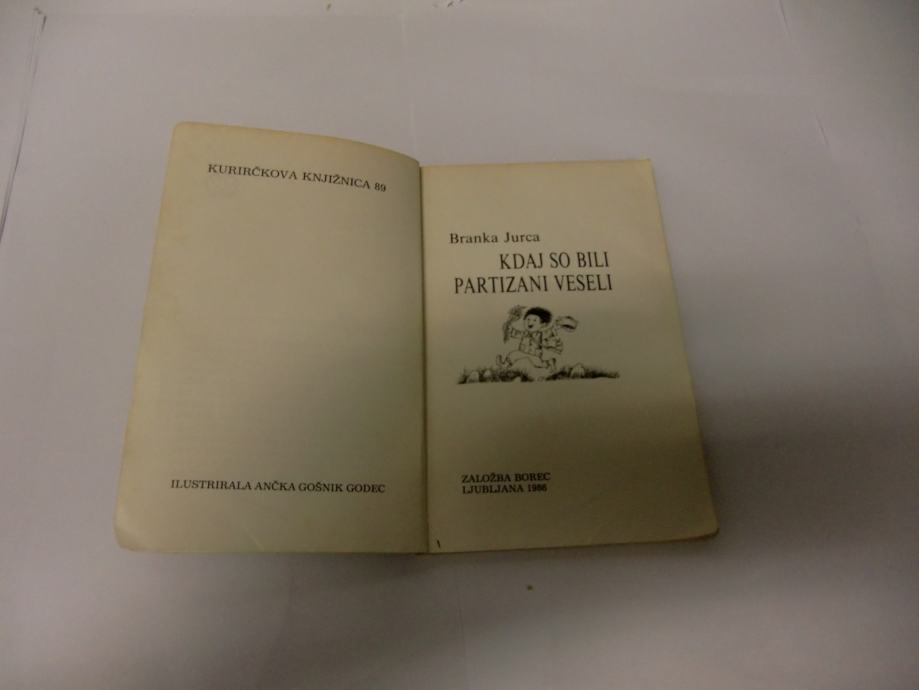 KURIRČKOVA KNJIŽNICA 89
ILUSTRIRALA ANČKA GOŠNIK GODEC
Branka Jurca
KDAJ SO BILI
PARTIZANI VESELI
ZALOŽBA BOREC
LJUBLJANA 1986